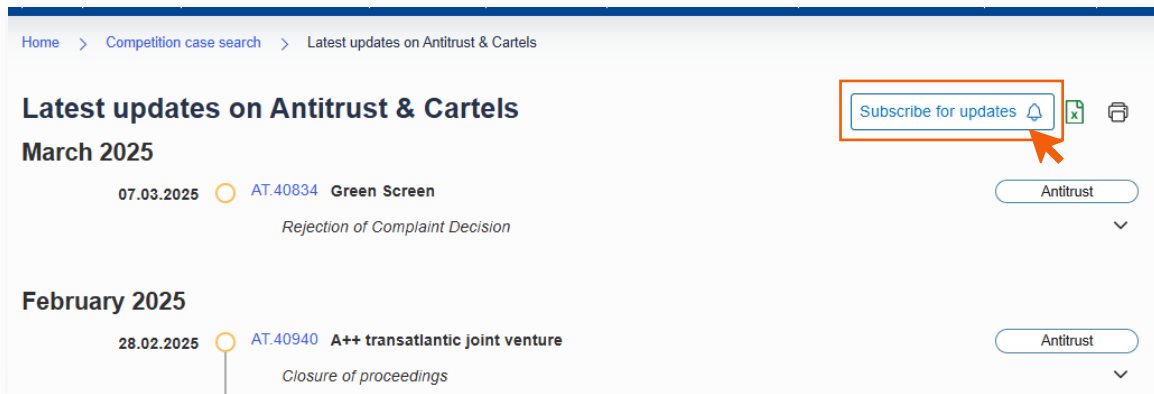 Home > Competition case search > Latest updates on Antitrust & Cartels
Latest updates on Antitrust & Cartels
Subscribe for updates
March 2025
07.03.2025 AT.40834 Green Screen Antitrust
Rejection of Complaint Decision
February 2025
28.02.2025 AT.40940 A++ transatlantic joint venture Antitrust
Closure of proceedings